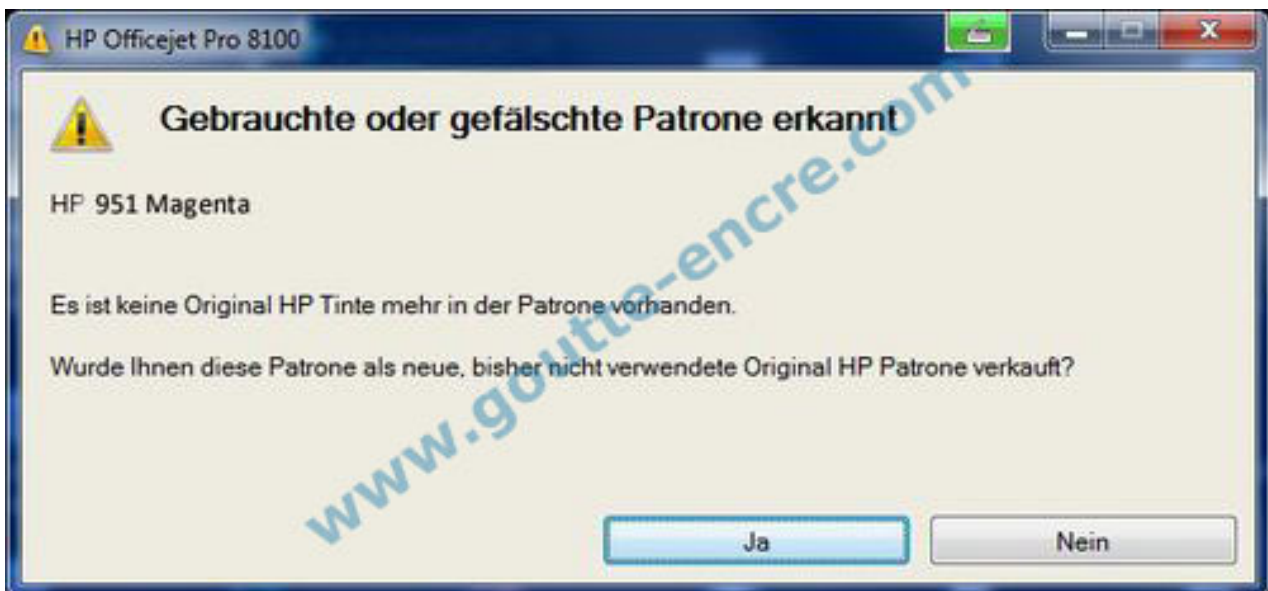 HP Officejet Pro 8100
Gebrauchte oder gefälschte Patrone erkannt
HP 951 Magenta
Es ist keine Original HP Tinte mehr in der Patrone vorhanden.
Wurde Ihnen diese Patrone als neue, bisher nicht verwendete Original HP Patrone verkauft?
www.goutte-encre.com
Ja
Nein